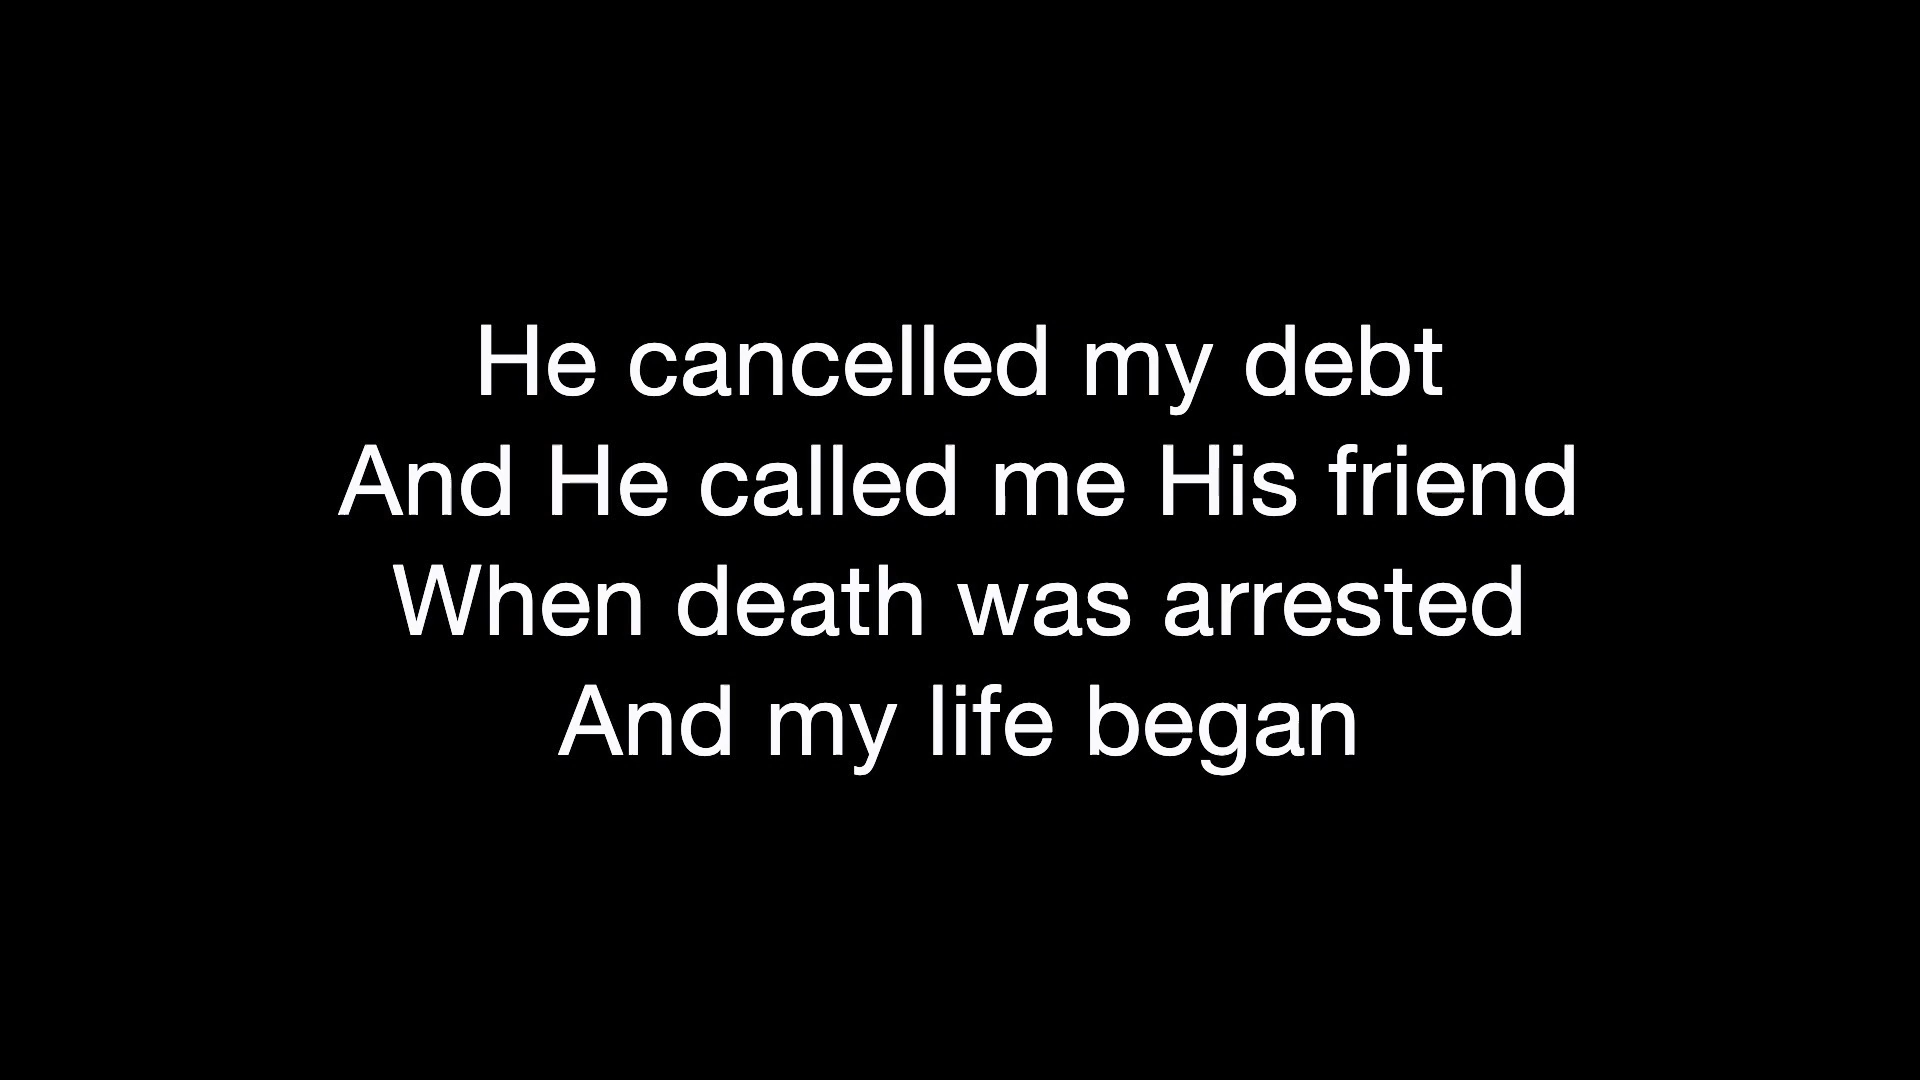 He cancelled my debt
And He called me His friend
When death was arrested
And my life began